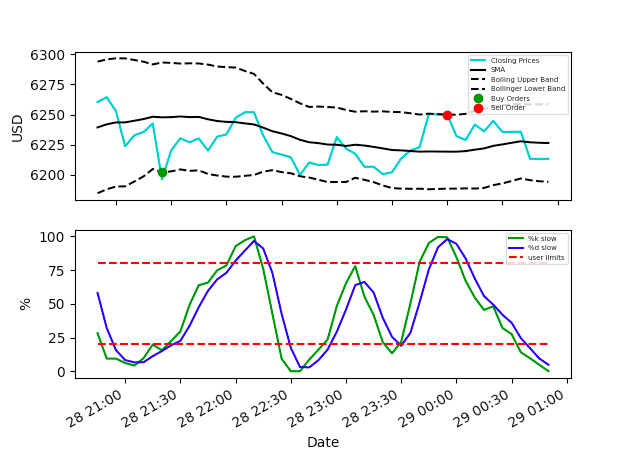 6300
6275
6250
6225
6200
USD
Closing Prices
SMA
Bolling Upper Band
Bollinger Lower Band
Buy Orders
Sell Order
100
75
50
25
0
%
%k slow
%d slow
user limits
28 21:00
28 21:30
28 22:00
28 22:30
28 23:00
28 23:30
29 00:00
29 00:30
29 01:00
Date